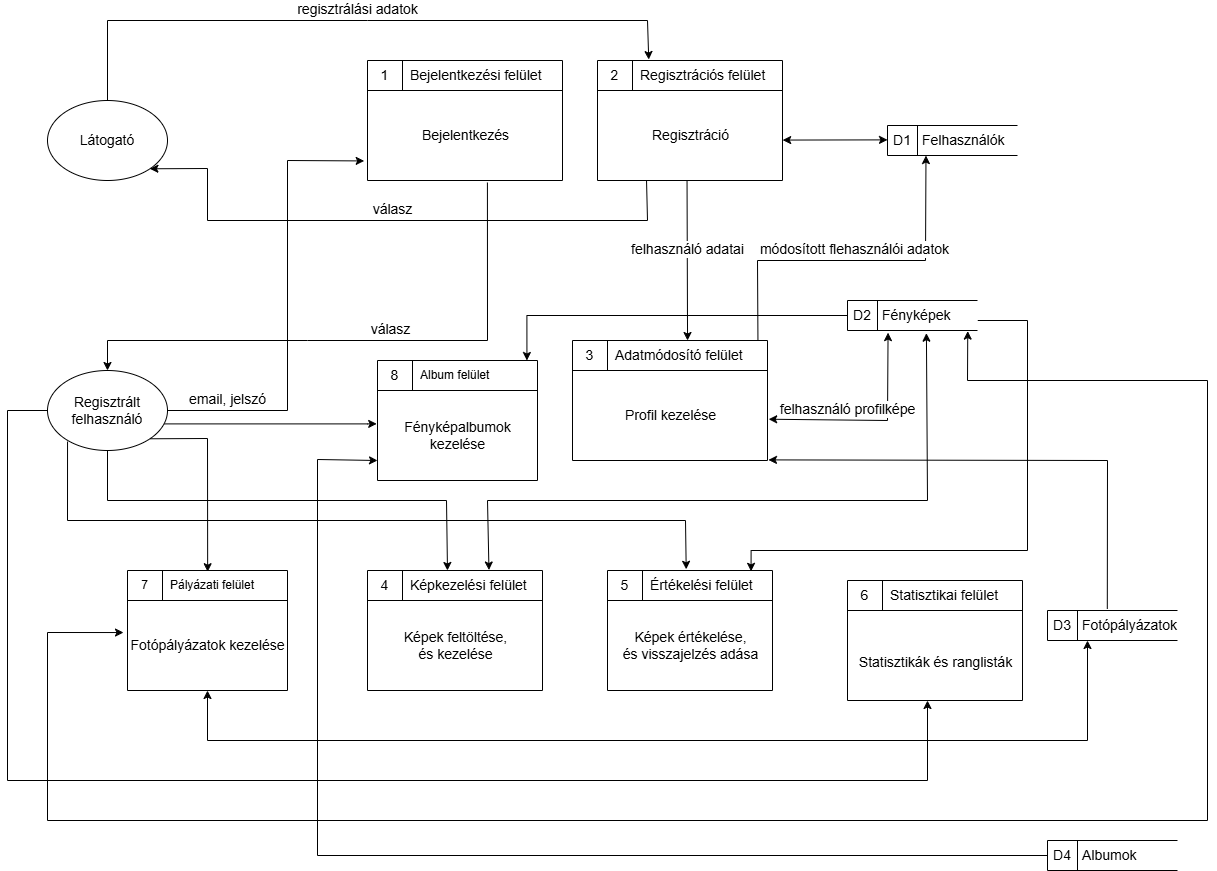 regisztrálási adatok
1
Bejelentkezési felület
2
Regisztrációs felület
Látogató
Bejelentkezés
Regisztráció
D1
Felhasználók
válasz
felhasználó adatai
módosított flehasználói adatok
D2
Fényképek
válasz
3
Adatmódosító felület
8
Album felület
Regisztrált
felhasználó
email, jelszó
felhasználó profilképe
Profil kezelése
Fényképalbumok
kezelése
7
Pályázati felület
4
Képkezelési felület
5
Értékelési felület
6
Statisztikai felület
D3
Fotópályázatok
Fotópályázatok kezelése
Képek feltöltése,
és kezelése
Képek értékelése,
és visszajelzés adása
Statisztikák és ranglisták
D4
Albumok